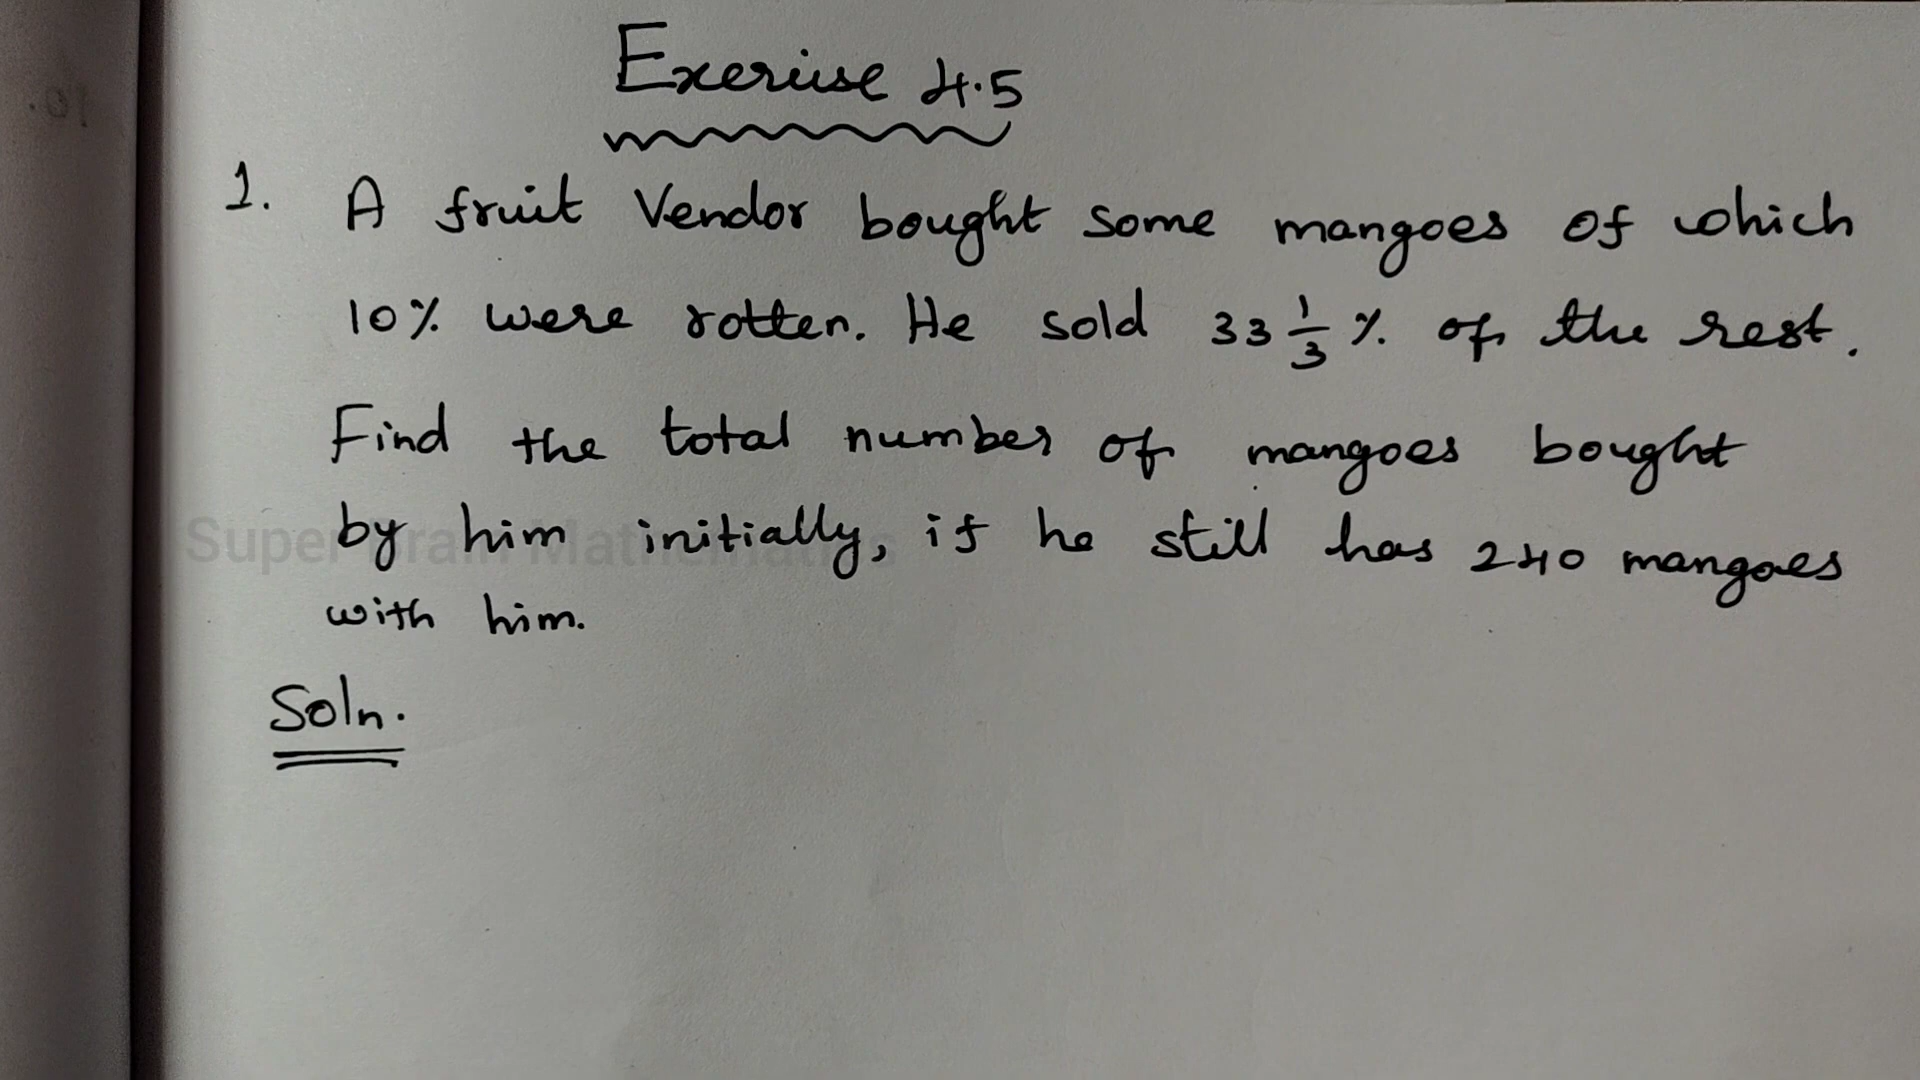 Exercise 4.5
1. A fruit Vendor bought some mangoes of which
10% were rotten. He sold 33 1/3 % of the rest.
Find the total number of mangoes bought
by him initially, if he still has 240 mangoes
with him.
Soln.